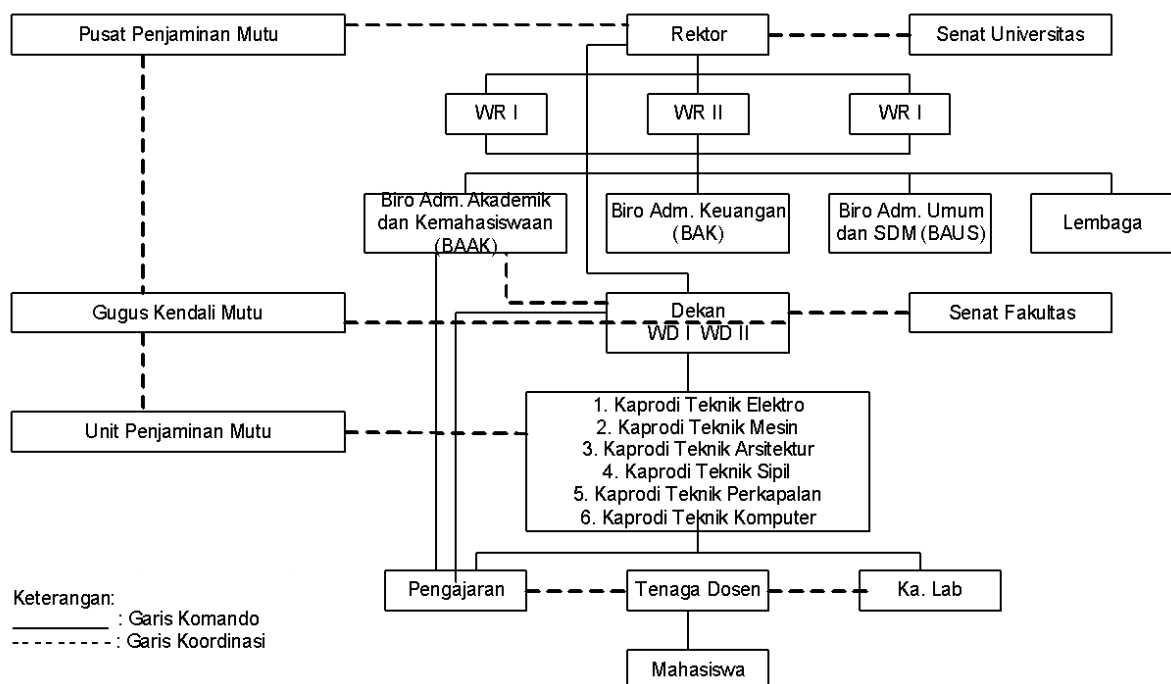 Pusat Penjaminan Mutu
Rektor
Senat Universitas
WR I
WR II
WR I
Biro Adm. Akademik
dan Kemahasiswaan
(BAAK)
Biro Adm. Keuangan
(BAK)
Biro Adm. Umum
dan SDM (BAUS)
Lembaga
Gugus Kendali Mutu
Dekan
WD I WD II
Senat Fakultas
Unit Penjaminan Mutu
1. Kaprodi Teknik Elektro
2. Kaprodi Teknik Mesin
3. Kaprodi Teknik Arsitektur
4. Kaprodi Teknik Sipil
5. Kaprodi Teknik Perkapalan
6. Kaprodi Teknik Komputer
Pengajaran
Tenaga Dosen
Ka. Lab
Mahasiswa
Keterangan:
: Garis Komando
: Garis Koordinasi